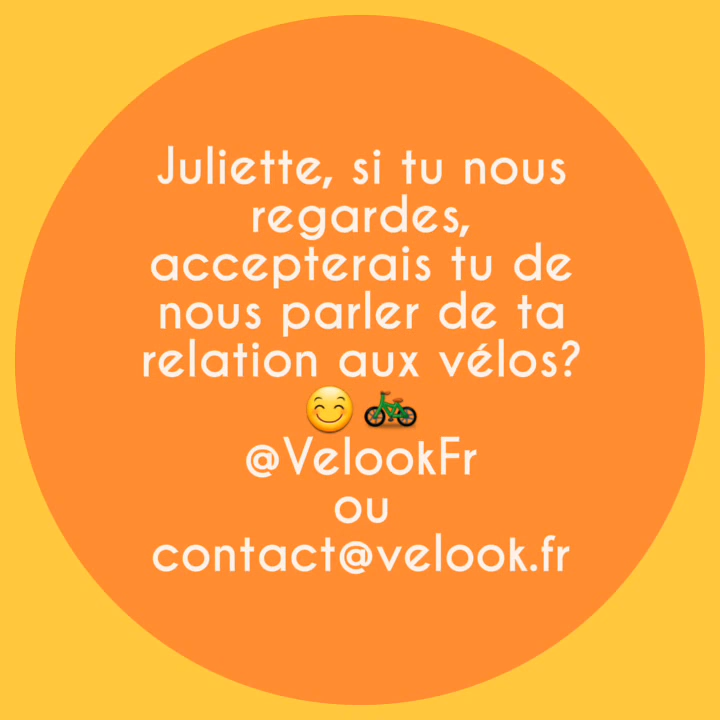 Juliette, si tu nous
regardes,
accepterais tu de
nous parler de ta
relation aux vélos?
😊 🚲
@VelookFr
ou
contact@velook.fr